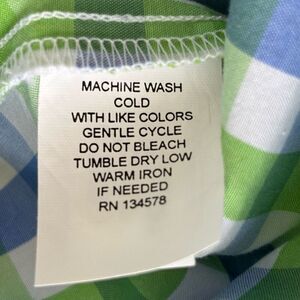 MACHINE WASH
COLD
WITH LIKE COLORS
GENTLE CYCLE
DO NOT BLEACH
TUMBLE DRY LOW
WARM IRON
IF NEEDED
RN 134578